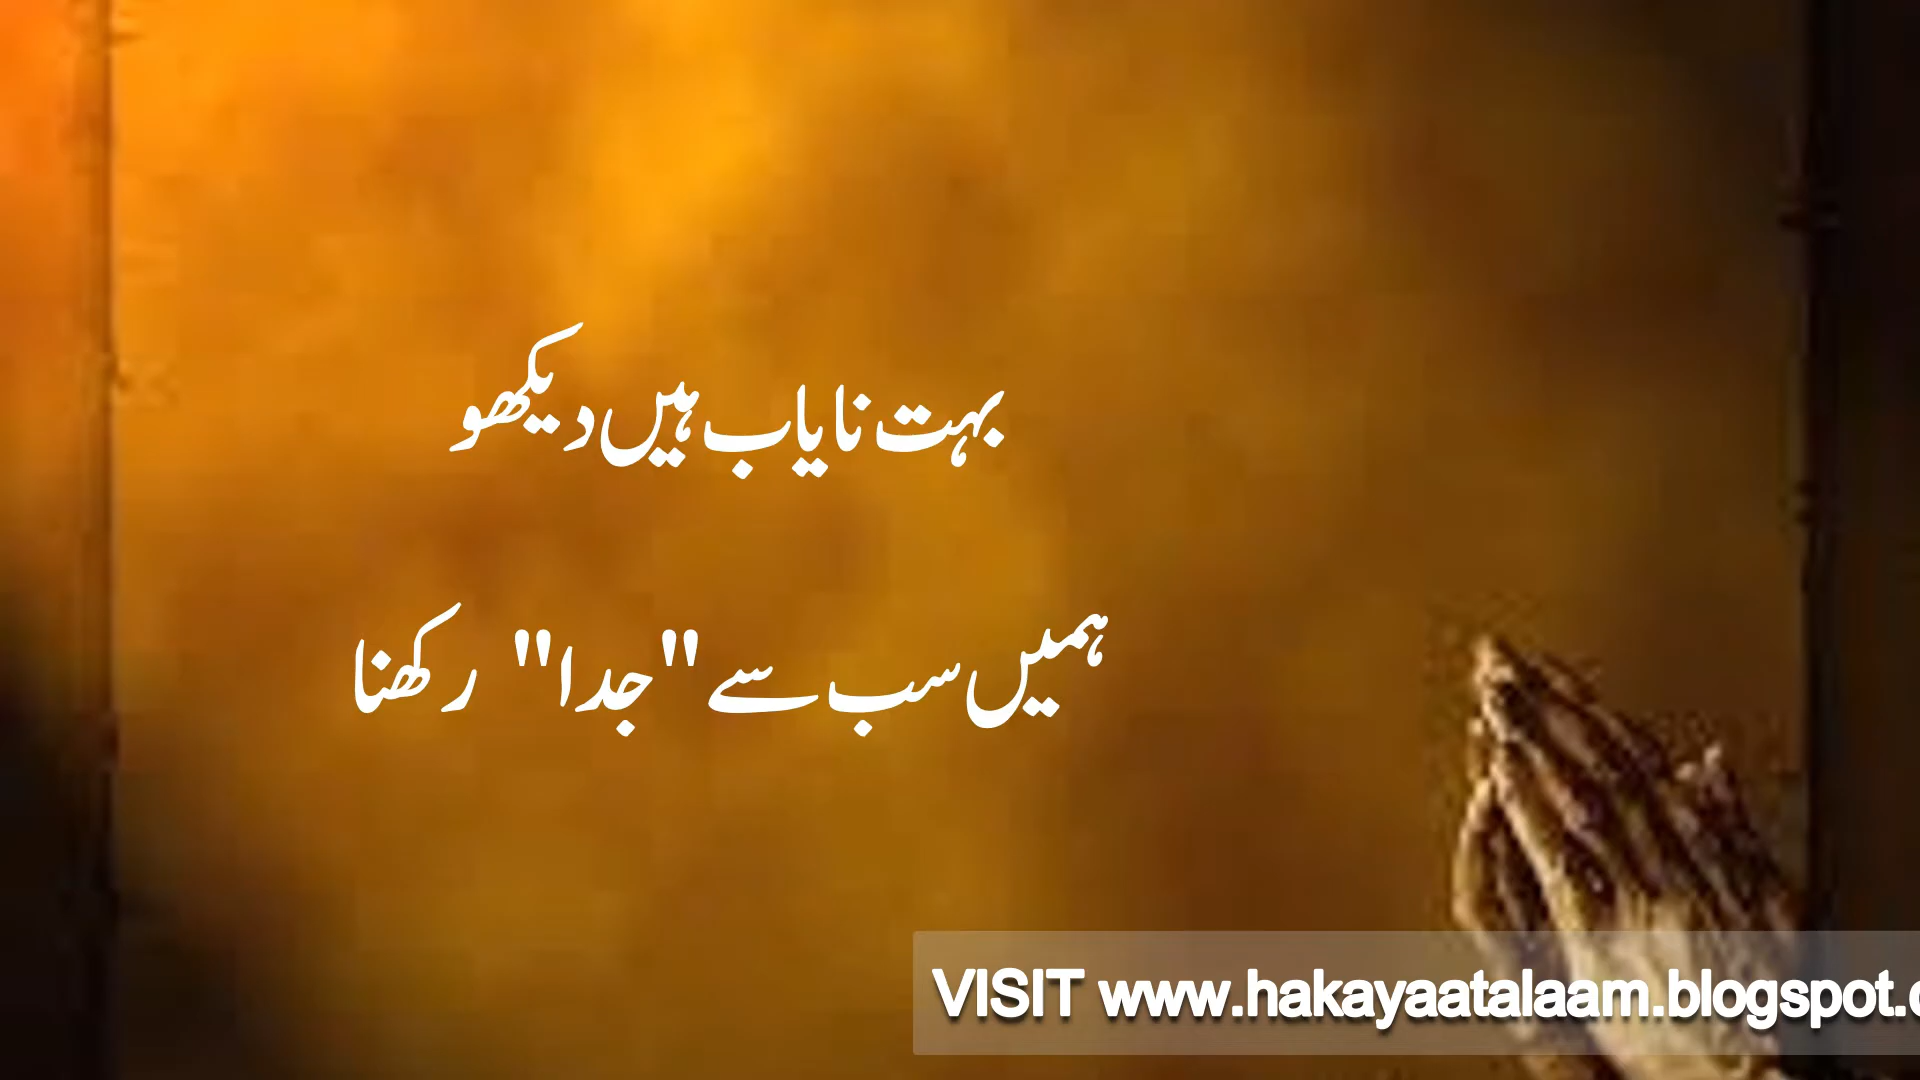 بہت نایاب ہیں دیکھو
ہمیں سب سے "جدا" رکھنا
VISIT www.hakayaatalaam.blogspot.